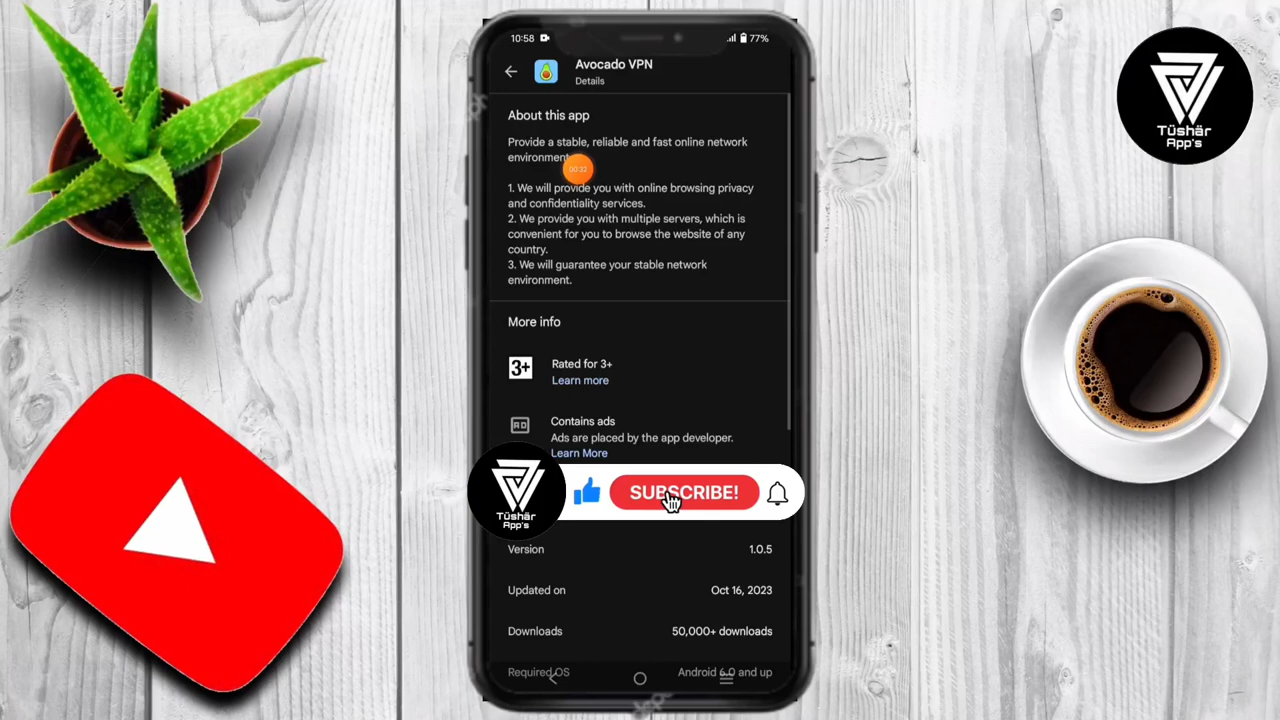 10:58
77%
Avocado VPN
Details
About this app
Provide a stable, reliable and fast online network
environment
00:32
1. We will provide you with online browsing privacy
and confidentiality services.
2. We provide you with multiple servers, which is
convenient for you to browse the website of any
country.
3. We will guarantee your stable network
environment.
More info
3+
Rated for 3+
Learn more
AD
Contains ads
Ads are placed by the app developer.
Learn More
Tüshär
App's
SUBSCRIBE!
Version 1.0.5
Updated on Oct 16, 2023
Downloads 50,000+ downloads
Required OS Android 6.0 and up
Tüshär
App's